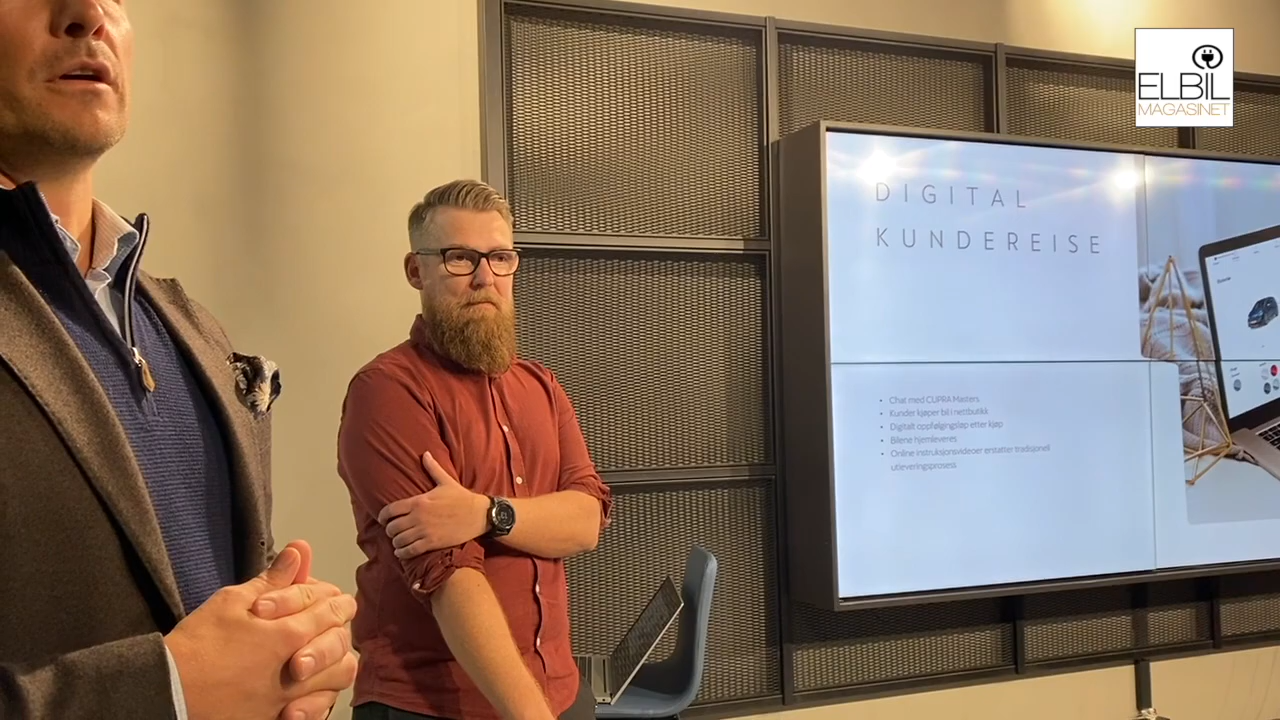 ELBIL
MAGASINET
DIGITAL
KUNDEREISE
• Chat med CUPRA Masters
• Kunder kjøper bil i nettbutikk
• Digitalt oppfølgingsløp etter kjøp
• Bilene hjemleveres
• Online instruksjonsvideoer erstatter tradisjonell
utleveringsprosess